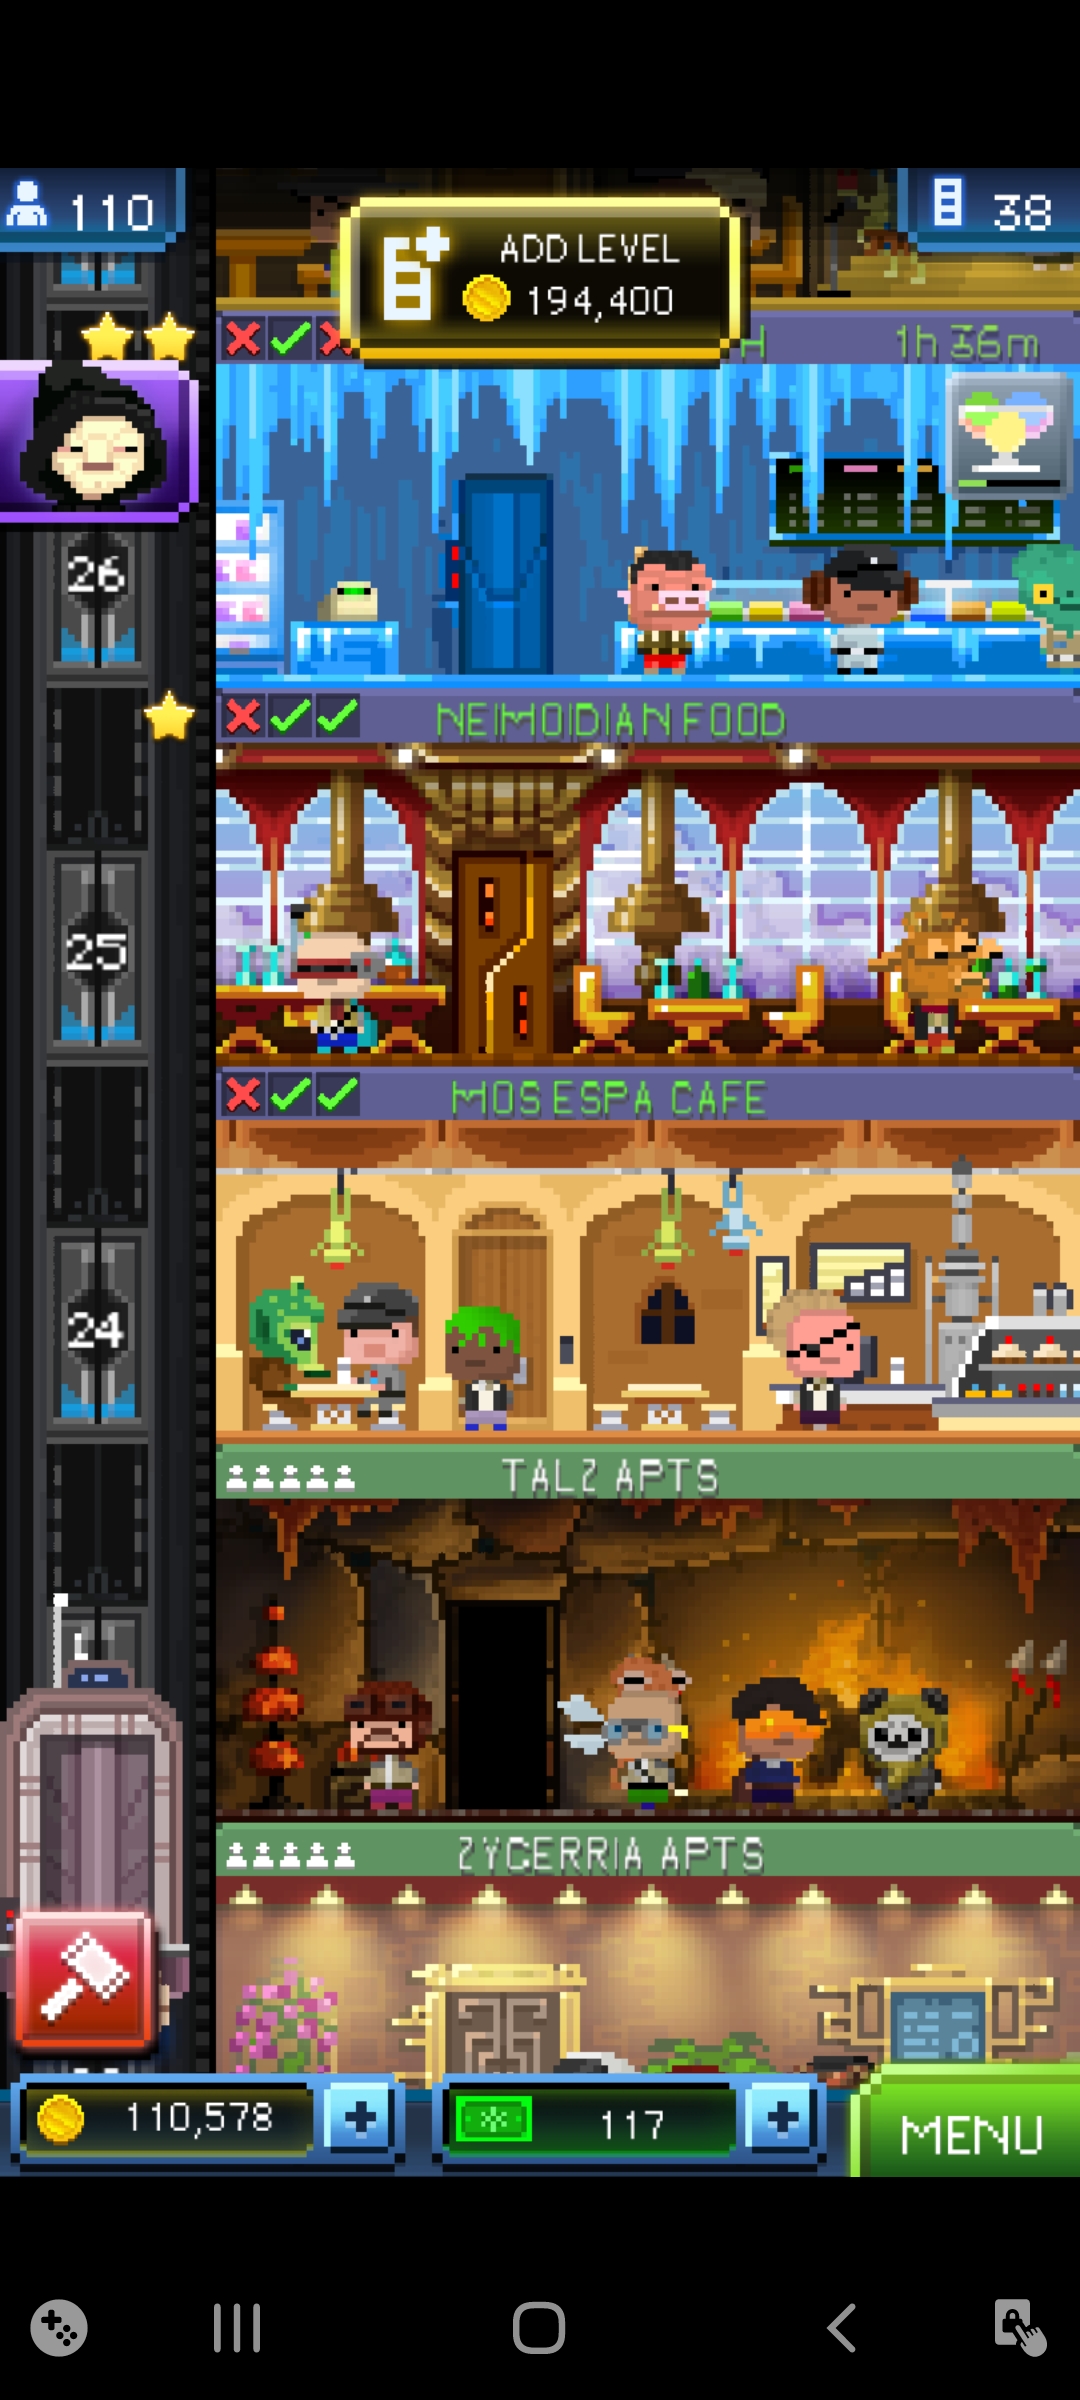 110
ADD LEVEL
194,400
38
H
1h 36m
26
NEIMOIDIAN FOOD
25
MOS ESPA CAFE
24
TALZ APTS
ZYGERRIA APTS
110,578
117
MENU